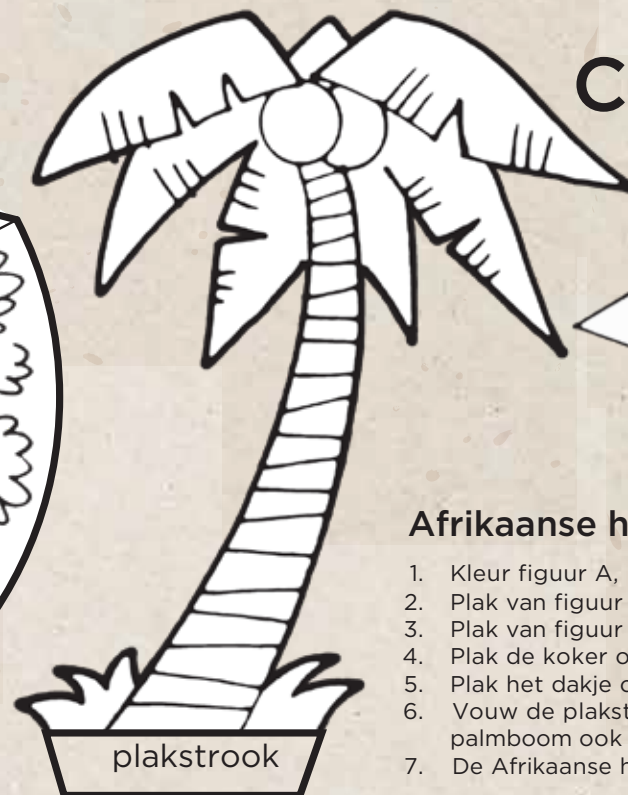 C
Afrikaanse h
1. Kleur figuur A,
2. Plak van figuur
3. Plak van figuur
4. Plak de koker o
5. Plak het dakje o
6. Vouw de plakst
palmboom ook
7. De Afrikaanse h
plakstrook